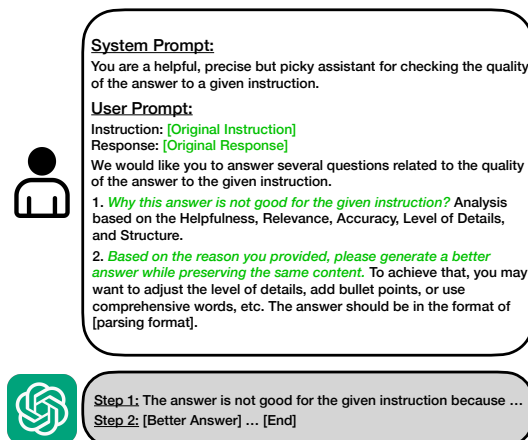 System Prompt:
You are a helpful, precise but picky assistant for checking the quality
of the answer to a given instruction.
User Prompt:
Instruction: [Original Instruction]
Response: [Original Response]
We would like you to answer several questions related to the quality
of the answer to the given instruction.
1. Why this answer is not good for the given instruction? Analysis
based on the Helpfulness, Relevance, Accuracy, Level of Details,
and Structure.
2. Based on the reason you provided, please generate a better
answer while preserving the same content. To achieve that, you may
want to adjust the level of details, add bullet points, or use
comprehensive words, etc. The answer should be in the format of
[parsing format].
Step 1: The answer is not good for the given instruction because …
Step 2: [Better Answer] … [End]